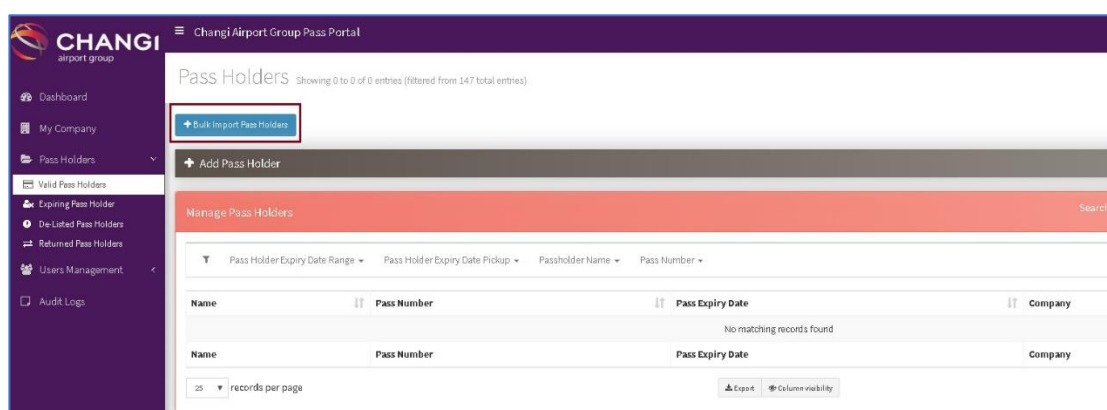 CHANGI
airport group
Changi Airport Group Pass Portal
Pass Holders Showing 0 to 0 of 0 entries (filtered from 147 total entries)
Dashboard
My Company
Pass Holders
Valid Pass Holders
Expiring Pass Holder
De-Listed Pass Holders
Returned Pass Holders
Users Management
Audit Logs
Bulk Import Pass Holders
Add Pass Holder
Manage Pass Holders
Search
Pass Holder Expiry Date Range Pass Holder Expiry Date Pickup Passholder Name Pass Number
Name Pass Number Pass Expiry Date Company
No matching records found
Name Pass Number Pass Expiry Date Company
25 records per page Export Column visibility